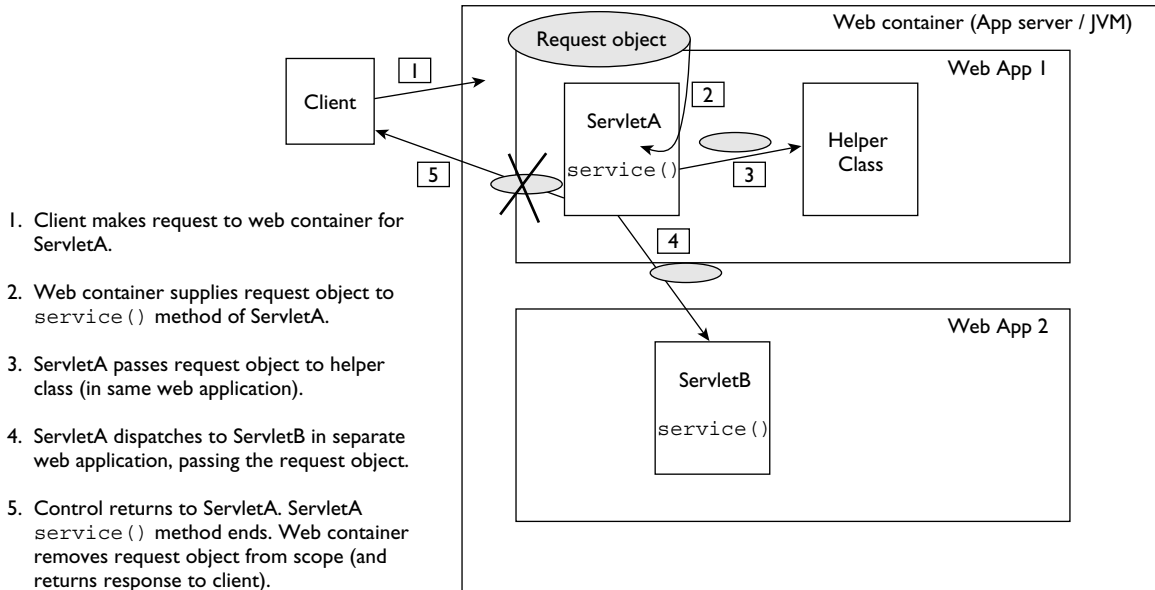 Web container (App server / JVM)
Request object
Web App 1
1
Client
2
ServletA
service()
Helper
Class
3
5
4
1. Client makes request to web container for
ServletA.
2. Web container supplies request object to
service() method of ServletA.
3. ServletA passes request object to helper
class (in same web application).
4. ServletA dispatches to ServletB in separate
web application, passing the request object.
5. Control returns to ServletA. ServletA
service() method ends. Web container
removes request object from scope (and
returns response to client).
Web App 2
ServletB
service()